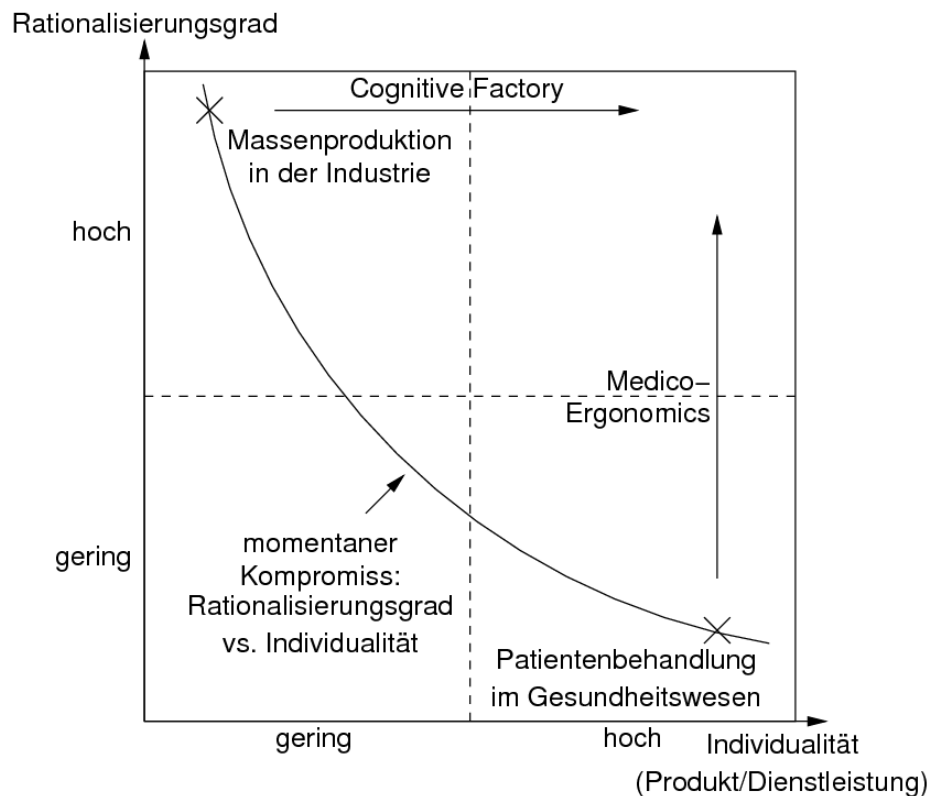 Rationalisierungsgrad
Cognitive Factory
Massenproduktion
in der Industrie
hoch
Medico–
Ergonomics
gering
momentaner
Kompromiss:
Rationalisierungsgrad
vs. Individualität
Patientenbehandlung
im Gesundheitswesen
gering
hoch
Individualität
(Produkt/Dienstleistung)